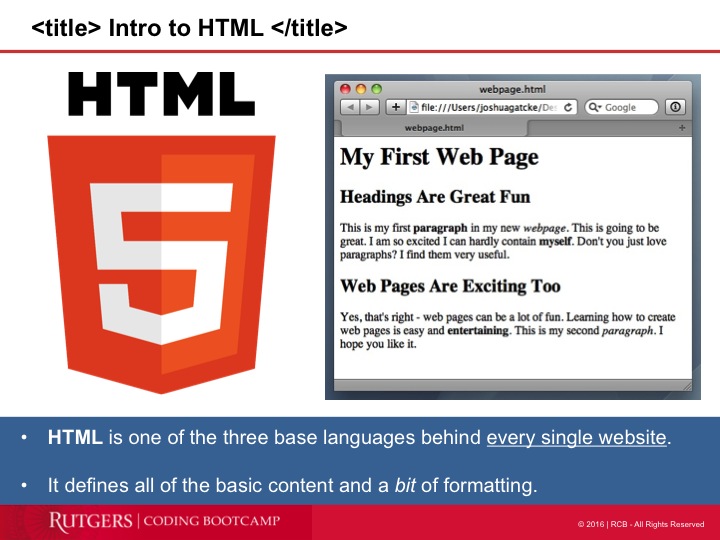 <title> Intro to HTML </title>
HTML
5
webpage.html
file:///Users/joshuagatcke/De
Google
webpage.html
My First Web Page
Headings Are Great Fun
This is my first paragraph in my new webpage. This is going to be
great. I am so excited I can hardly contain myself. Don't you just love
paragraphs? I find them very useful.
Web Pages Are Exciting Too
Yes, that's right - web pages can be a lot of fun. Learning how to create
web pages is easy and entertaining. This is my second paragraph. I
hope you like it.
• HTML is one of the three base languages behind every single website.
• It defines all of the basic content and a bit of formatting.
RUTGERS | CODING BOOTCAMP
© 2016 | RCB - All Rights Reserved